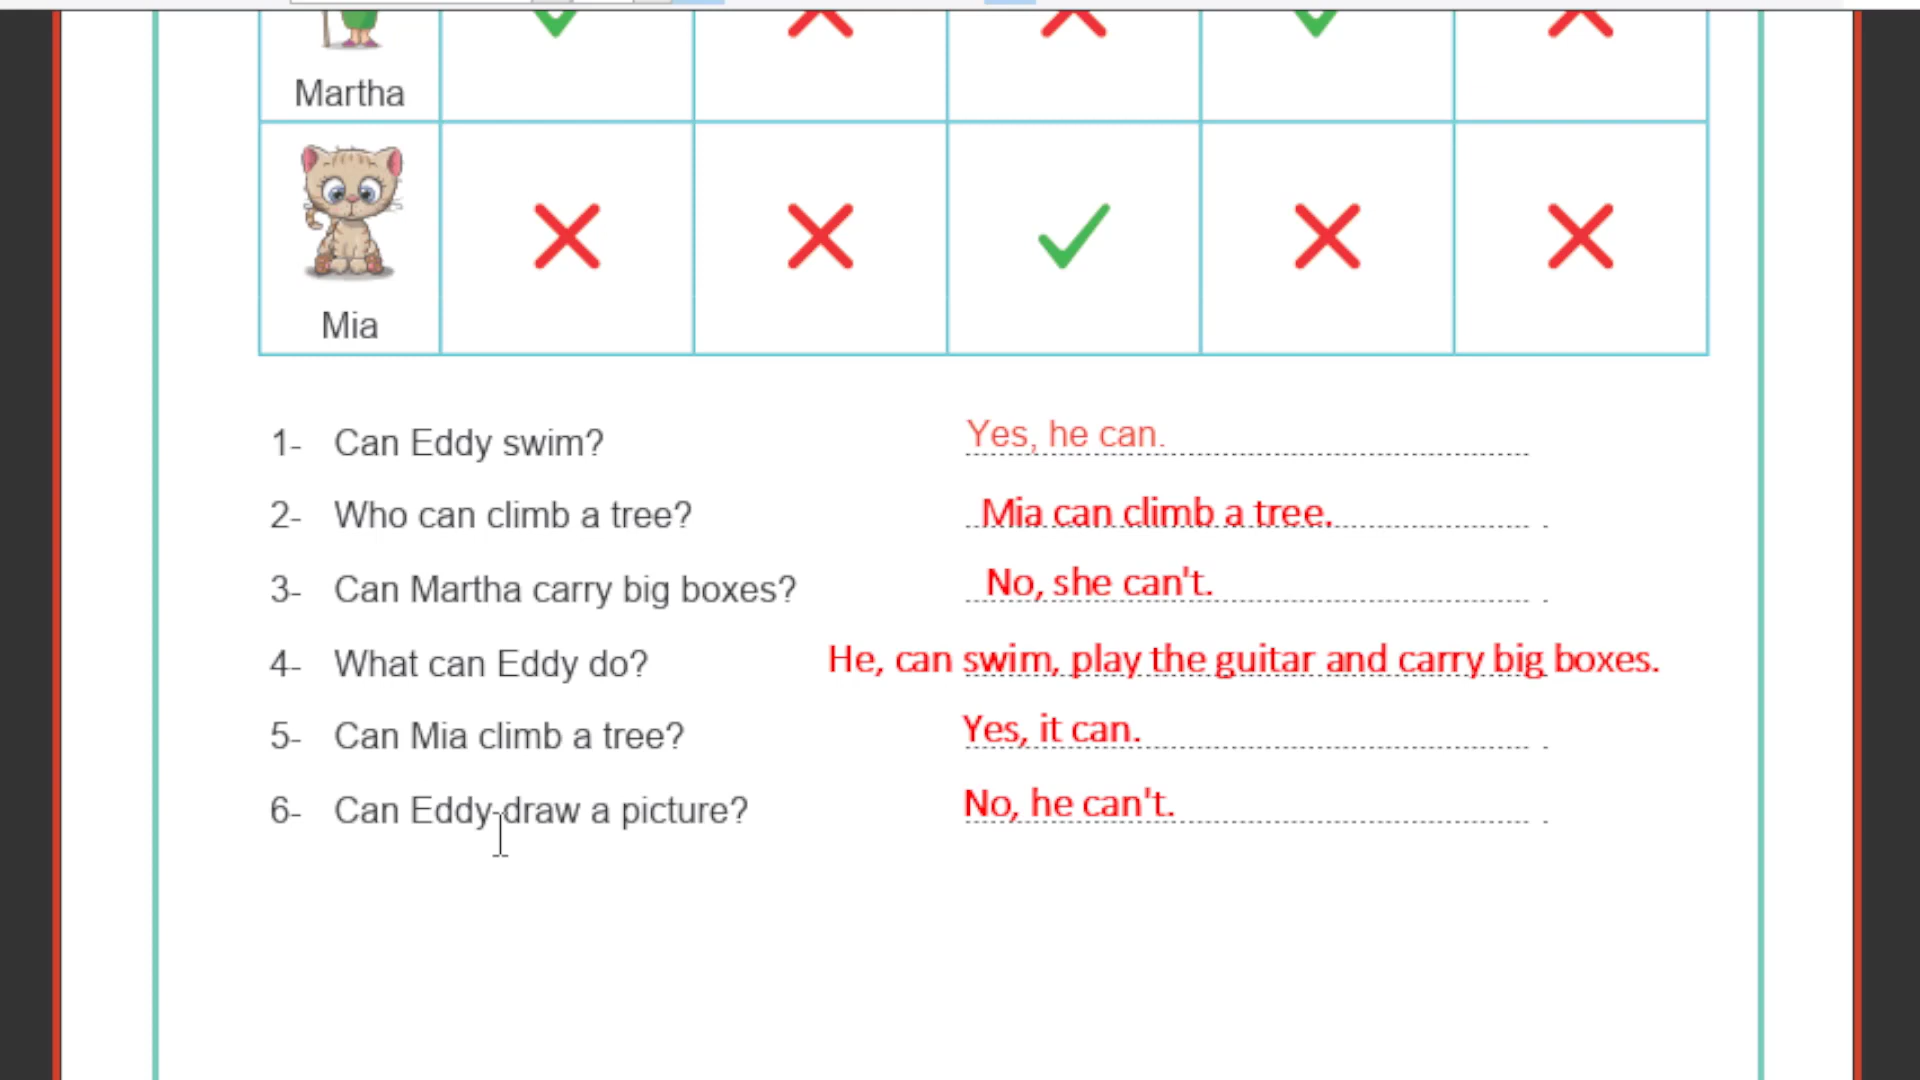 Martha
Mia
1- Can Eddy swim? Yes, he can.
2- Who can climb a tree? Mia can climb a tree.
3- Can Martha carry big boxes? No, she can't.
4- What can Eddy do? He, can swim, play the guitar and carry big boxes.
5- Can Mia climb a tree? Yes, it can.
6- Can Eddy draw a picture? No, he can't.